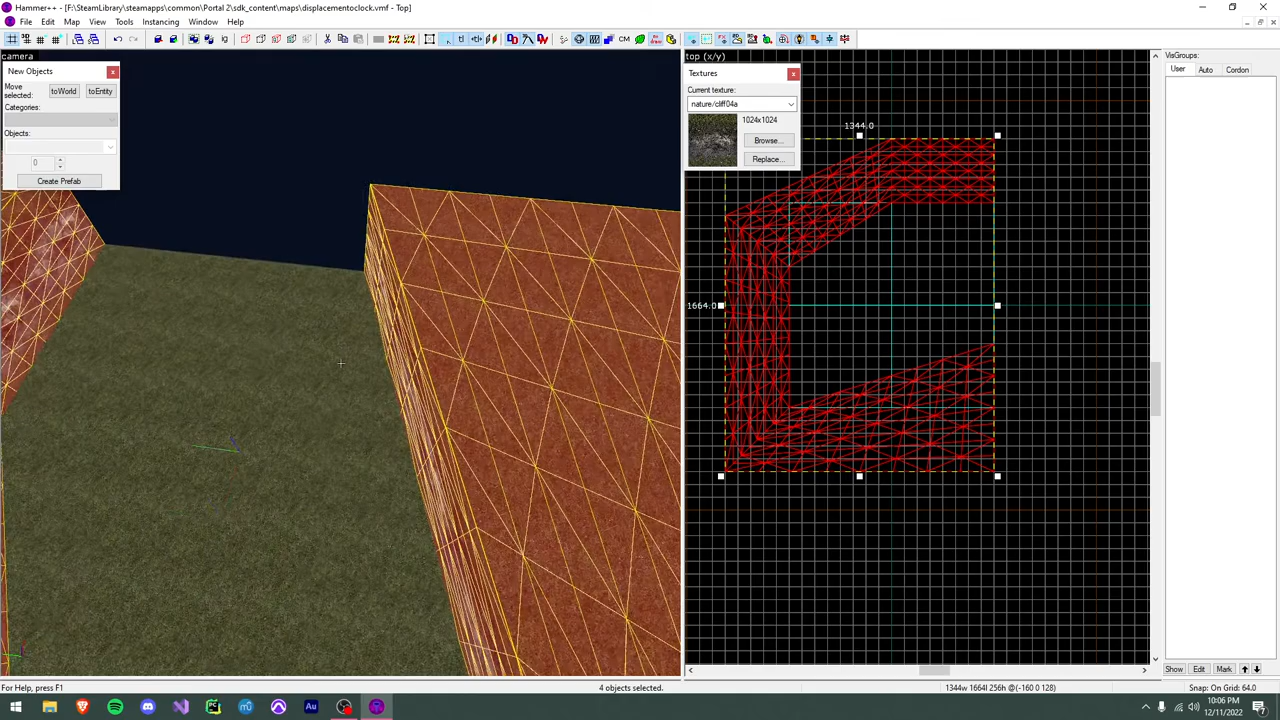 Hammer++ - [F:\SteamLibrary\steamapps\common\Portal 2\sdk_content\maps\displacementoclock.vmf - Top]
File Edit Map View Tools Instancing Window Help
camera
New Objects
Move selected:
toWorld toEntity
Categories:
Objects:
0
Create Prefab
top (x/y)
Textures
Current texture:
nature/cliff04a
1024x1024
Browse...
Replace...
1344.0
1664.0
VisGroups:
User Auto Cordon
Show Edit Mark
For Help, press F1
4 objects selected.
1344w 1664l 256h @(-160 0 128)
Snap: On Grid: 64.0
10:06 PM
12/11/2022